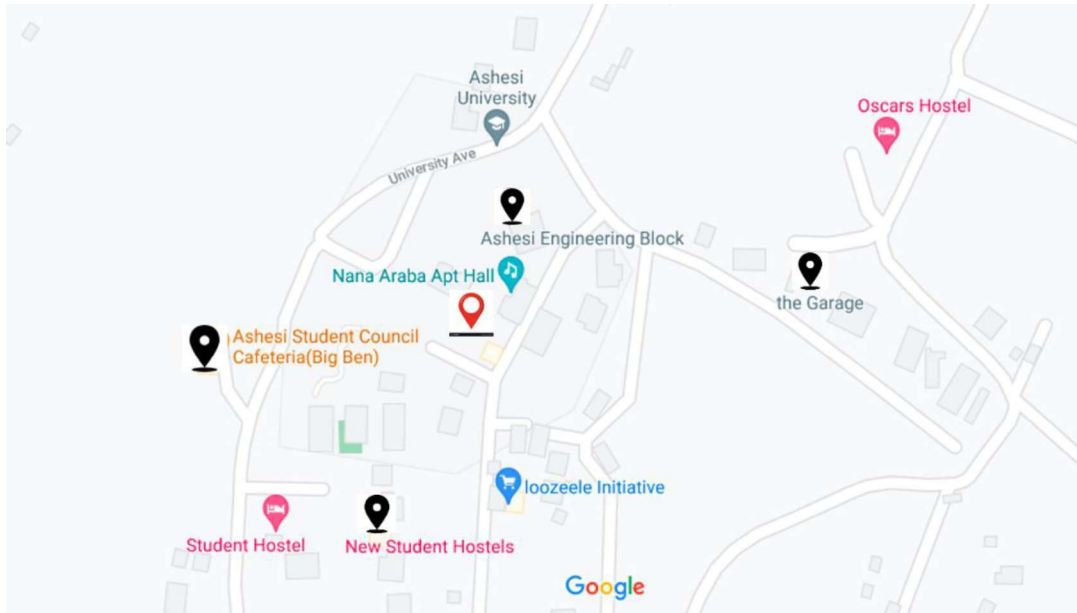 Ashesi
University
Oscars Hostel
University Ave
Ashesi Engineering Block
Nana Araba Apt Hall
the Garage
Ashesi Student Council
Cafeteria(Big Ben)
loozeele Initiative
Student Hostel
New Student Hostels
Google